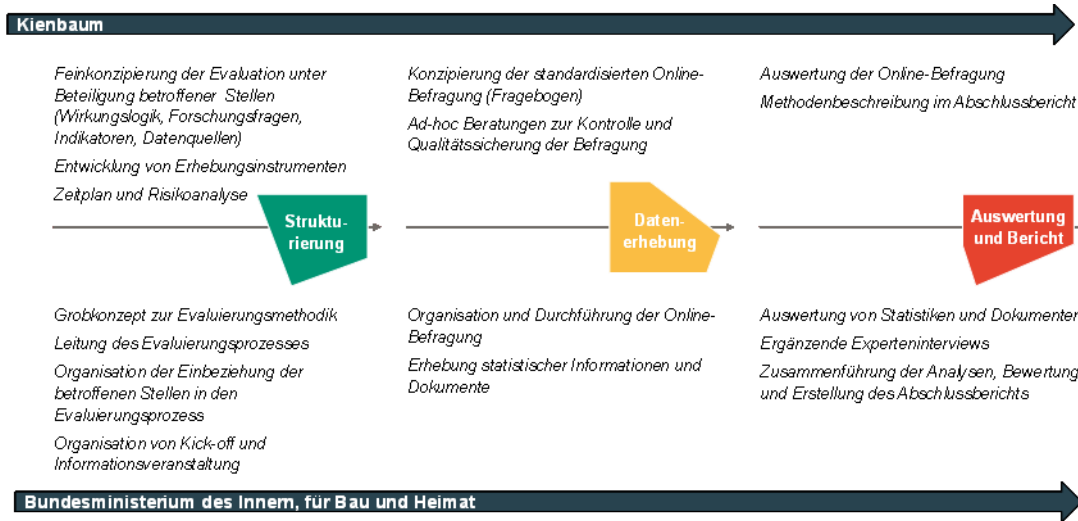 Kienbaum
Feinkonzipierung der Evaluation unter
Beteiligung betroffener Stellen
(Wirkungslogik, Forschungsfragen,
Indikatoren, Datenquellen)
Entwicklung von Erhebungsinstrumenten
Zeitplan und Risikoanalyse
Konzipierung der standardisierten Online-
Befragung (Fragebogen)
Ad-hoc Beratungen zur Kontrolle und
Qualitätssicherung der Befragung
Auswertung der Online-Befragung
Methodenbeschreibung im Abschlussbericht
Struktu-
rierung
Daten-
erhebung
Auswertung
und Bericht
Grobkonzept zur Evaluierungsmethodik
Leitung des Evaluierungsprozesses
Organisation der Einbeziehung der
betroffenen Stellen in den
Evaluierungsprozess
Organisation von Kick-off und
Informationsveranstaltung
Organisation und Durchführung der Online-
Befragung
Erhebung statistischer Informationen und
Dokumente
Auswertung von Statistiken und Dokumenten
Ergänzende Experteninterviews
Zusammenführung der Analysen, Bewertung
und Erstellung des Abschlussberichts
Bundesministerium des Innern, für Bau und Heimat